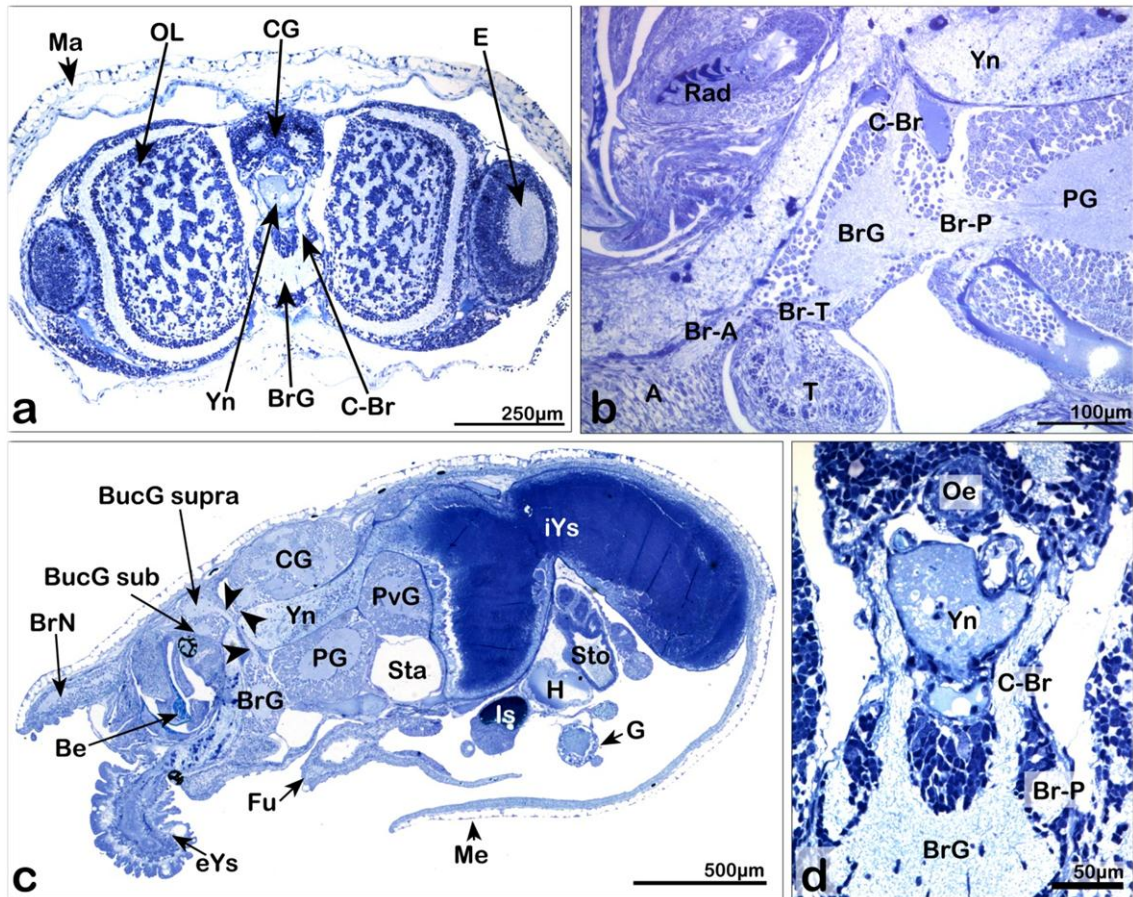 Ma
OL
CG
E
Yn
BrG
C-Br
a
250µm
Rad
Yn
C-Br
PG
BrG
Br-P
Br-A
Br-T
A
T
b
100µm
BucG supra
BucG sub
BrN
CG
iYs
Yn
PvG
PG
Sta
Sto
BrG
H
Is
Be
G
Fu
Me
eYs
c
500µm
Oe
Yn
C-Br
Br-P
BrG
d
50µm